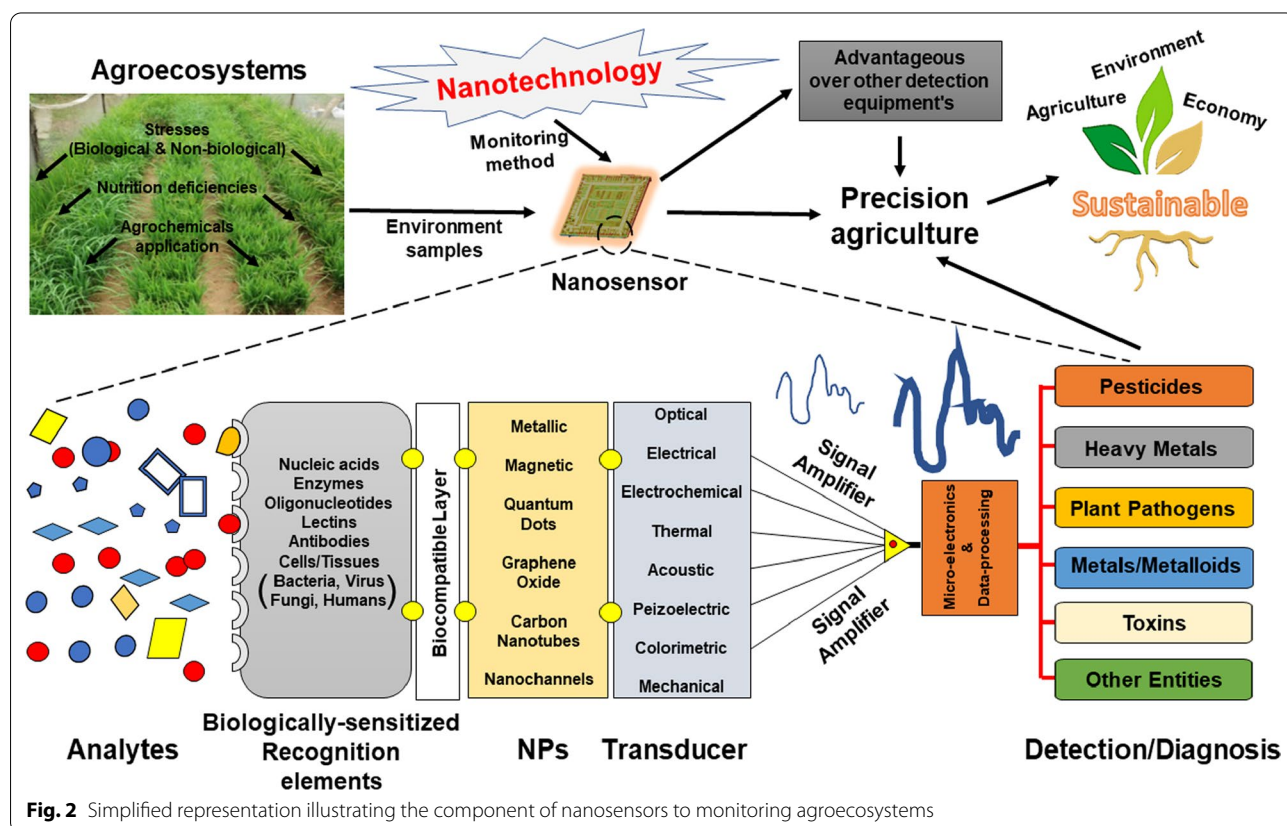 Agroecosystems
Stresses
(Biological & Non-biological)
Nutrition deficiencies
Agrochemicals
application
Nanotechnology
Monitoring
method
Environment
samples
Nanosensor
Advantageous
over other detection
equipment's
Precision
agriculture
Environment
Agriculture
Economy
Sustainable
Nucleic acids
Enzymes
Oligonucleotides
Lectins
Antibodies
Cells/Tissues
(Bacteria, Virus
Fungi, Humans)
Biocompatible Layer
Metallic
Magnetic
Quantum
Dots
Graphene
Oxide
Carbon
Nanotubes
Nanochannels
Optical
Electrical
Electrochemical
Thermal
Acoustic
Peizoelectric
Colorimetric
Mechanical
Signal
Amplifier
Signal
Amplifier
Micro-electronics
&
Data-processing
Pesticides
Heavy Metals
Plant Pathogens
Metals/Metalloids
Toxins
Other Entities
Analytes
Biologically-sensitized
Recognition
elements
NPs
Transducer
Detection/Diagnosis
Fig. 2 Simplified representation illustrating the component of nanosensors to monitoring agroecosystems